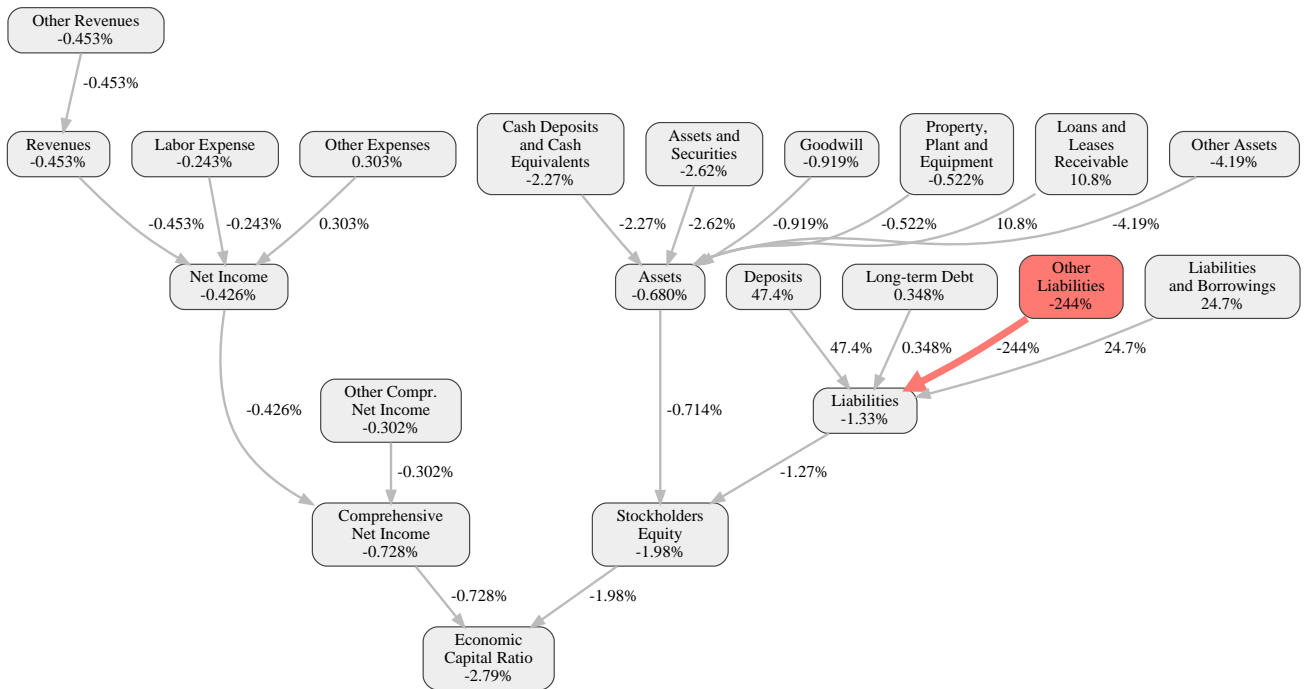 Other Revenues
-0.453%
-0.453%
Revenues
-0.453%
Labor Expense
-0.243%
Other Expenses
0.303%
Cash Deposits
and Cash
Equivalents
-2.27%
Assets and
Securities
-2.62%
Goodwill
-0.919%
Property,
Plant and
Equipment
-0.522%
Loans and
Leases
Receivable
10.8%
Other Assets
-4.19%
-0.453%
-0.243%
0.303%
-2.27%
-2.62%
-0.919%
-0.522%
10.8%
-4.19%
Net Income
-0.426%
Assets
-0.680%
Deposits
47.4%
Long-term Debt
0.348%
Other
Liabilities
-244%
Liabilities
and Borrowings
24.7%
47.4%
0.348%
-244%
24.7%
-0.426%
Other Compr.
Net Income
-0.302%
-0.714%
Liabilities
-1.33%
-0.302%
-1.27%
Comprehensive
Net Income
-0.728%
Stockholders
Equity
-1.98%
-0.728%
-1.98%
Economic
Capital Ratio
-2.79%